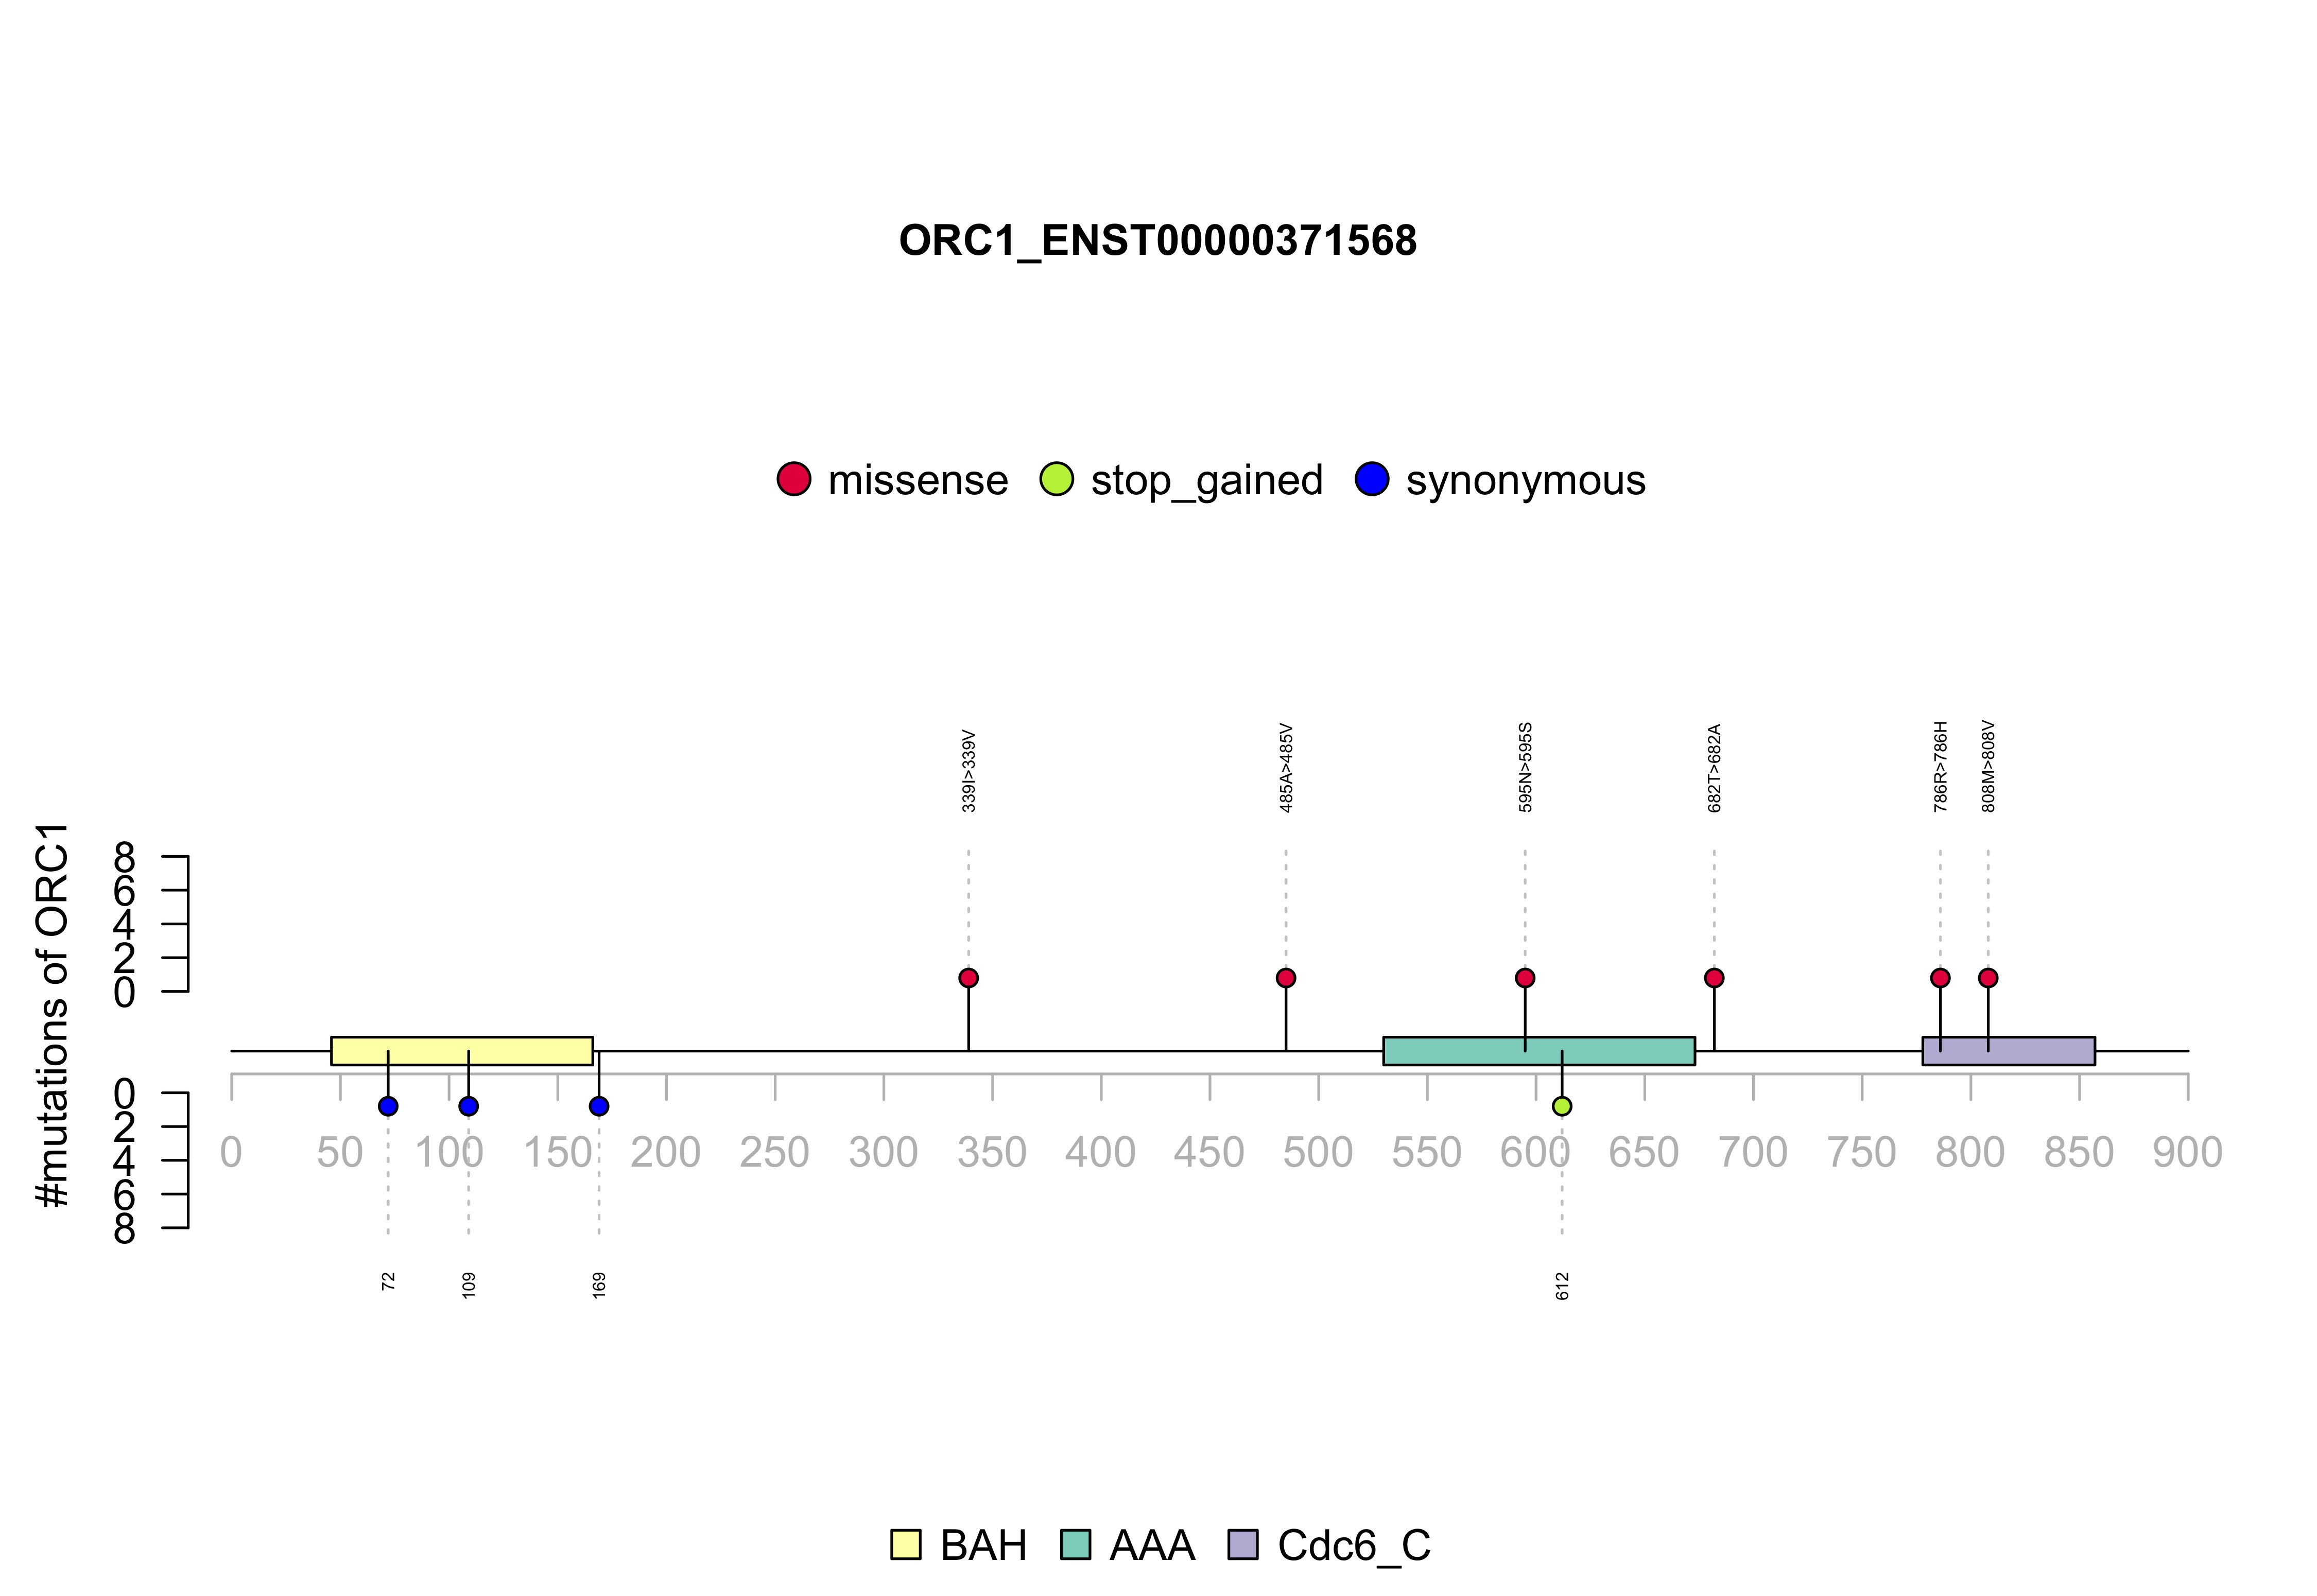 ORC1_ENST00000371568
missense stop_gained synonymous
339I>339V 485A>485V 595N>595S 682T>682A 786R>786H 808M>808V
#mutations of ORC1
8
6
4
2
0
0
2
4
6
8
0 50 100 150 200 250 300 350 400 450 500 550 600 650 700 750 800 850 900
72 109 169 612
BAH AAA Cdc6_C